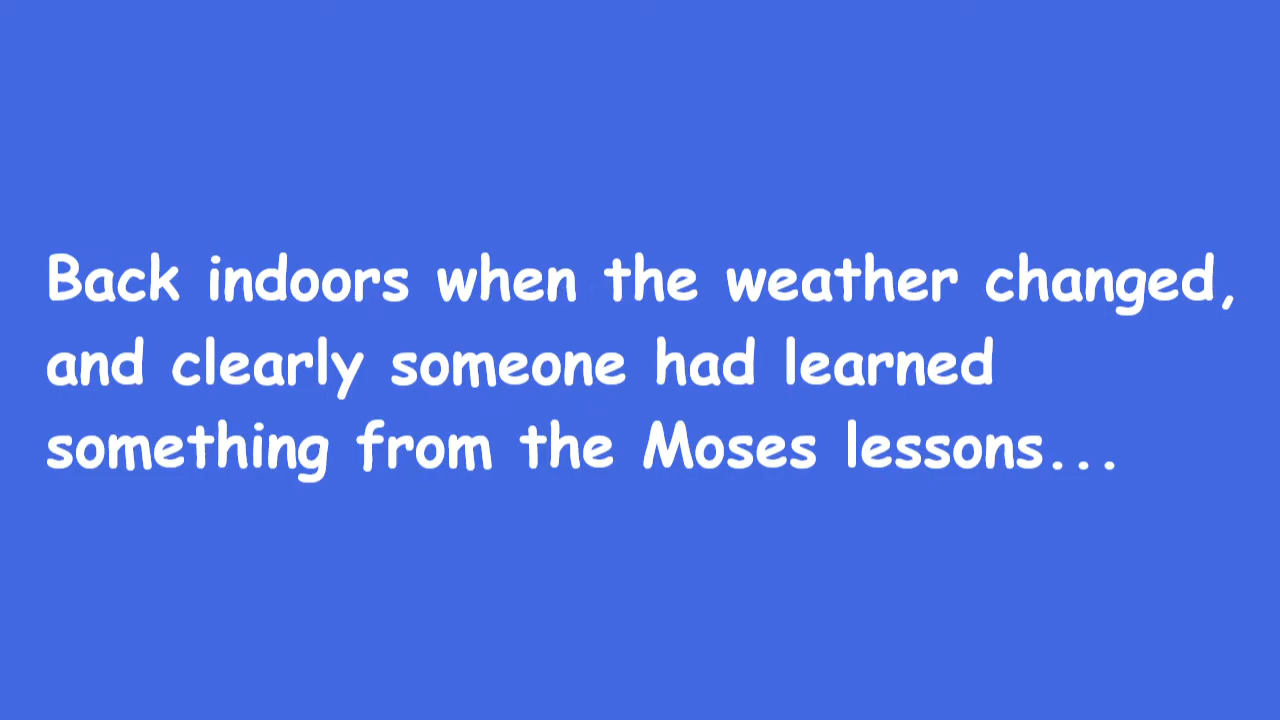 Back indoors when the weather changed,
and clearly someone had learned
something from the Moses lessons...